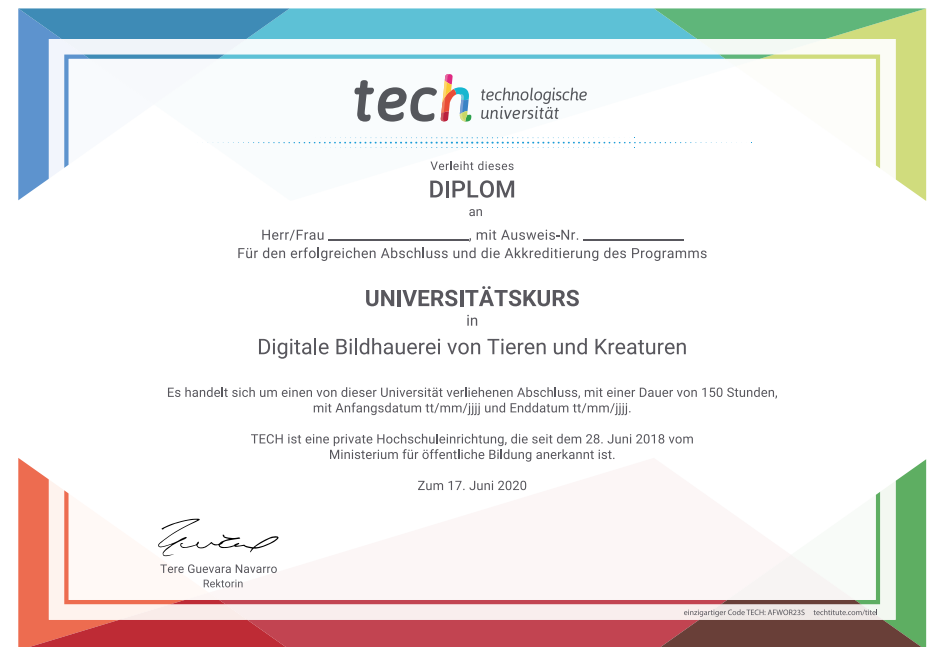 tech technologische
universität
Verleiht dieses
DIPLOM
an
Herr/Frau ____________________, mit Ausweis-Nr. ______________
Für den erfolgreichen Abschluss und die Akkreditierung des Programms
UNIVERSITÄTSKURS
in
Digitale Bildhauerei von Tieren und Kreaturen
Es handelt sich um einen von dieser Universität verliehenen Abschluss, mit einer Dauer von 150 Stunden,
mit Anfangsdatum tt/mm/jjjj und Enddatum tt/mm/jjjj.
TECH ist eine private Hochschuleinrichtung, die seit dem 28. Juni 2018 vom
Ministerium für öffentliche Bildung anerkannt ist.
Zum 17. Juni 2020
Tere Guevara Navarro
Rektorin
einzigartiger Code TECH: AFWOR23S techtitute.com/titel